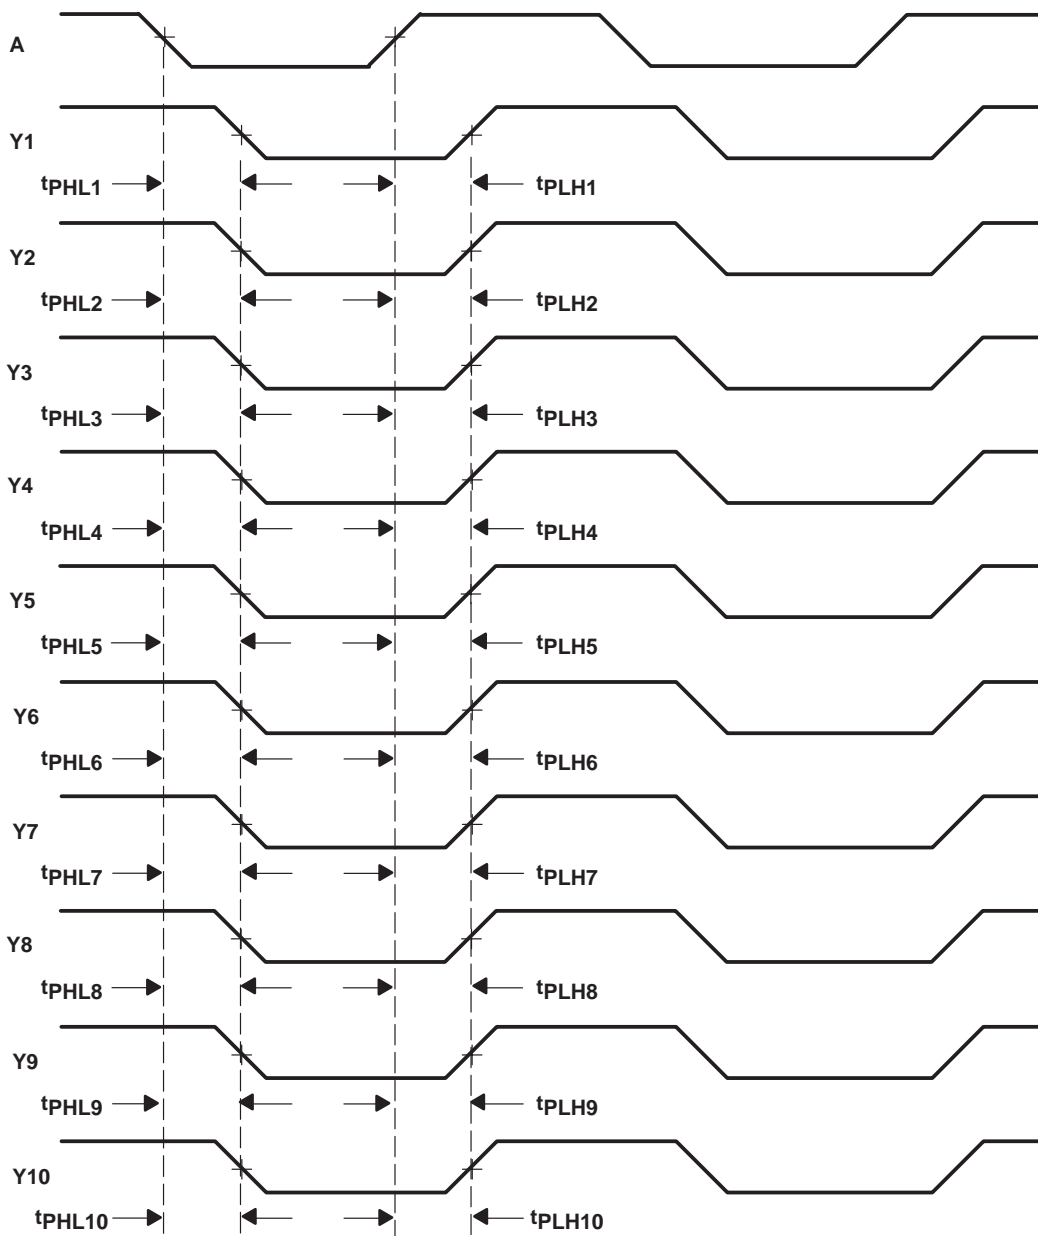 A
Y1
tPHL1 tPLH1
Y2
tPHL2 tPLH2
Y3
tPHL3 tPLH3
Y4
tPHL4 tPLH4
Y5
tPHL5 tPLH5
Y6
tPHL6 tPLH6
Y7
tPHL7 tPLH7
Y8
tPHL8 tPLH8
Y9
tPHL9 tPLH9
Y10
tPHL10 tPLH10